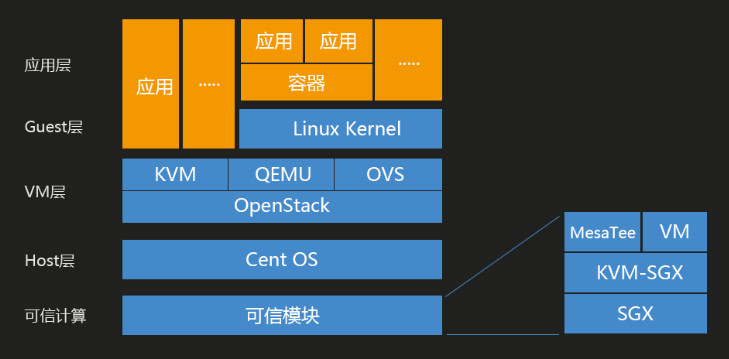 应用层
应用
.....
应用
应用
容器
.....
Guest层
Linux Kernel
VM层
KVM
QEMU
OVS
OpenStack
Host层
Cent OS
可信计算
可信模块
MesaTee
VM
KVM-SGX
SGX